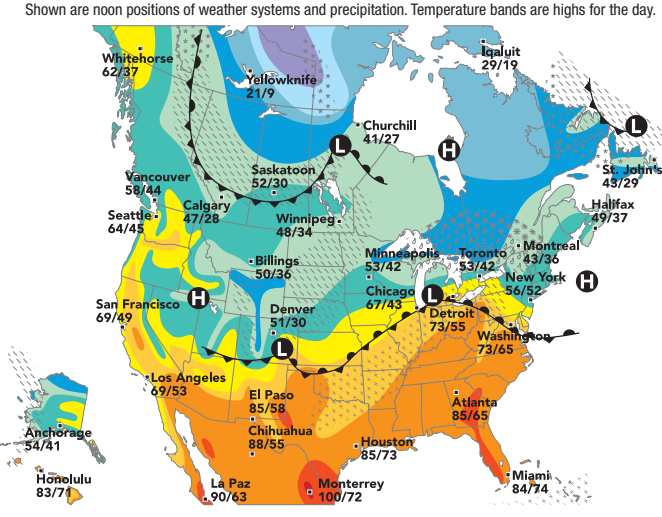 Shown are noon positions of weather systems and precipitation. Temperature bands are highs for the day.
Whitehorse
62/37
Yellowknife
21/9
Iqaluit
29/19
Churchill
41/27
L
H
L
St. John's
43/29
Vancouver
58/44
Saskatoon
52/30
Calgary
47/28
Seattle
64/45
Winnipeg
48/34
Halifax
49/37
Montreal
43/36
Billings
50/36
Minneapolis
53/42
Toronto
53/42
New York
56/52
H
H
Chicago
67/43
L
Detroit
73/55
San Francisco
69/49
Denver
51/30
Washington
73/65
L
Los Angeles
69/53
El Paso
85/58
Atlanta
85/65
Chihuahua
88/55
Houston
85/73
Anchorage
54/41
Honolulu
83/71
La Paz
90/63
Monterrey
100/72
Miami
84/74